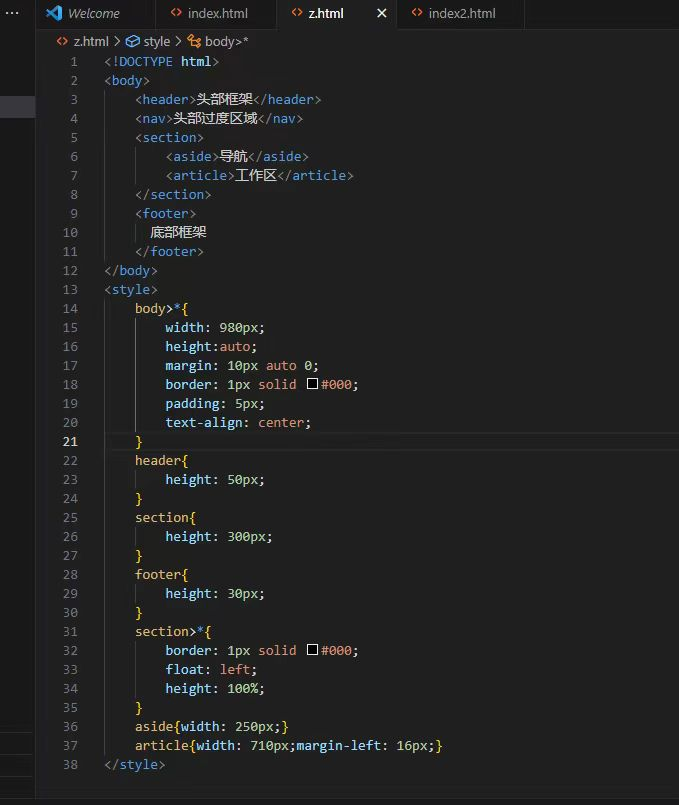 ··· Welcome <> index.html <> z.html × <> index2.html
<> z.html > style > body>*
1 <!DOCTYPE html>
2 <body>
3     <header>头部框架</header>
4     <nav>头部过度区域</nav>
5     <section>
6         <aside>导航</aside>
7         <article>工作区</article>
8     </section>
9     <footer>
10       底部框架
11     </footer>
12 </body>
13 <style>
14     body>*{
15         width: 980px;
16         height:auto;
17         margin: 10px auto 0;
18         border: 1px solid #000;
19         padding: 5px;
20         text-align: center;
21     }
22     header{
23         height: 50px;
24     }
25     section{
26         height: 300px;
27     }
28     footer{
29         height: 30px;
30     }
31     section>*{
32         border: 1px solid #000;
33         float: left;
34         height: 100%;
35     }
36     aside{width: 250px;}
37     article{width: 710px;margin-left: 16px;}
38 </style>